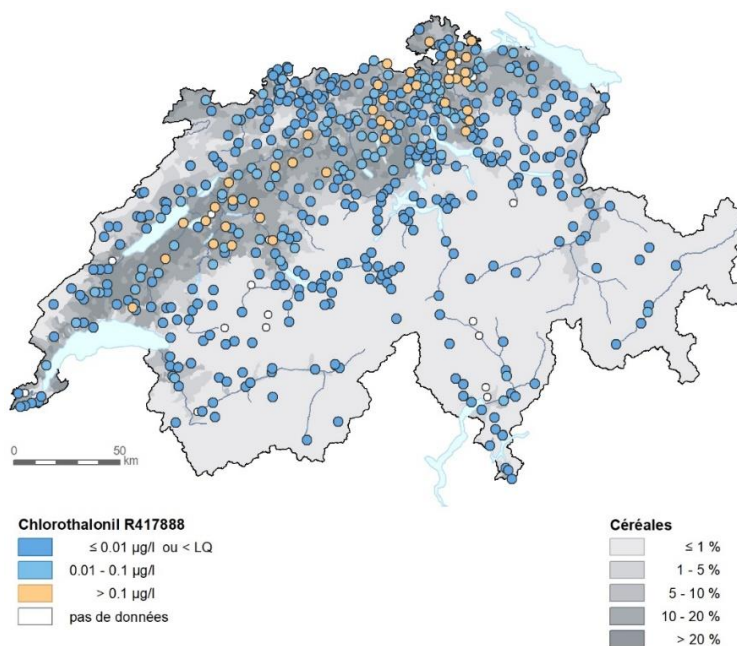 0 50
km
Chlorothalonil R417888
≤ 0.01 µg/l ou < LQ
0.01 - 0.1 µg/l
> 0.1 µg/l
pas de données
Céréales
≤ 1 %
1 - 5 %
5 - 10 %
10 - 20 %
> 20 %